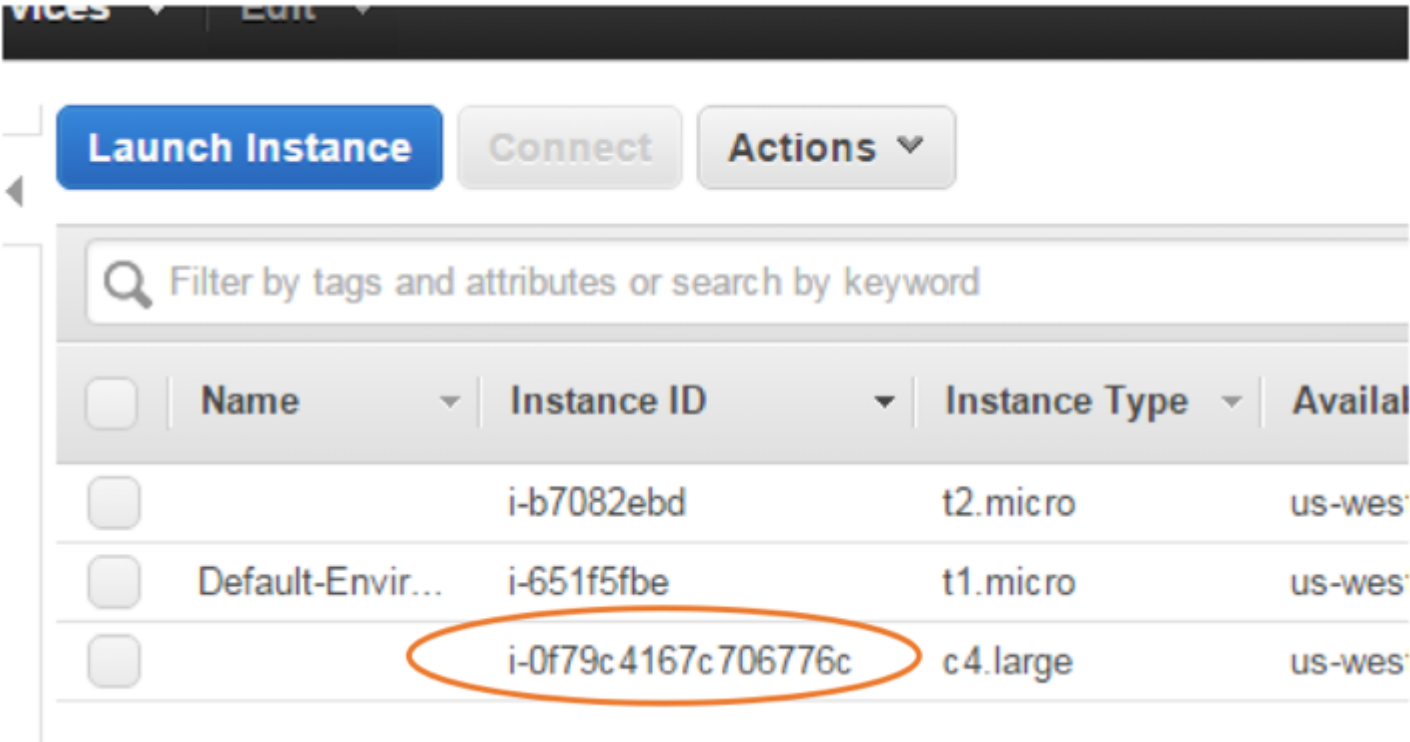 Edit
Launch Instance Connect Actions
Filter by tags and attributes or search by keyword
Name Instance ID Instance Type
i-b7082ebd t2.micro
Default-Envir... i-651f5fbe t1.micro
i-0f79c4167c706776c c4.large